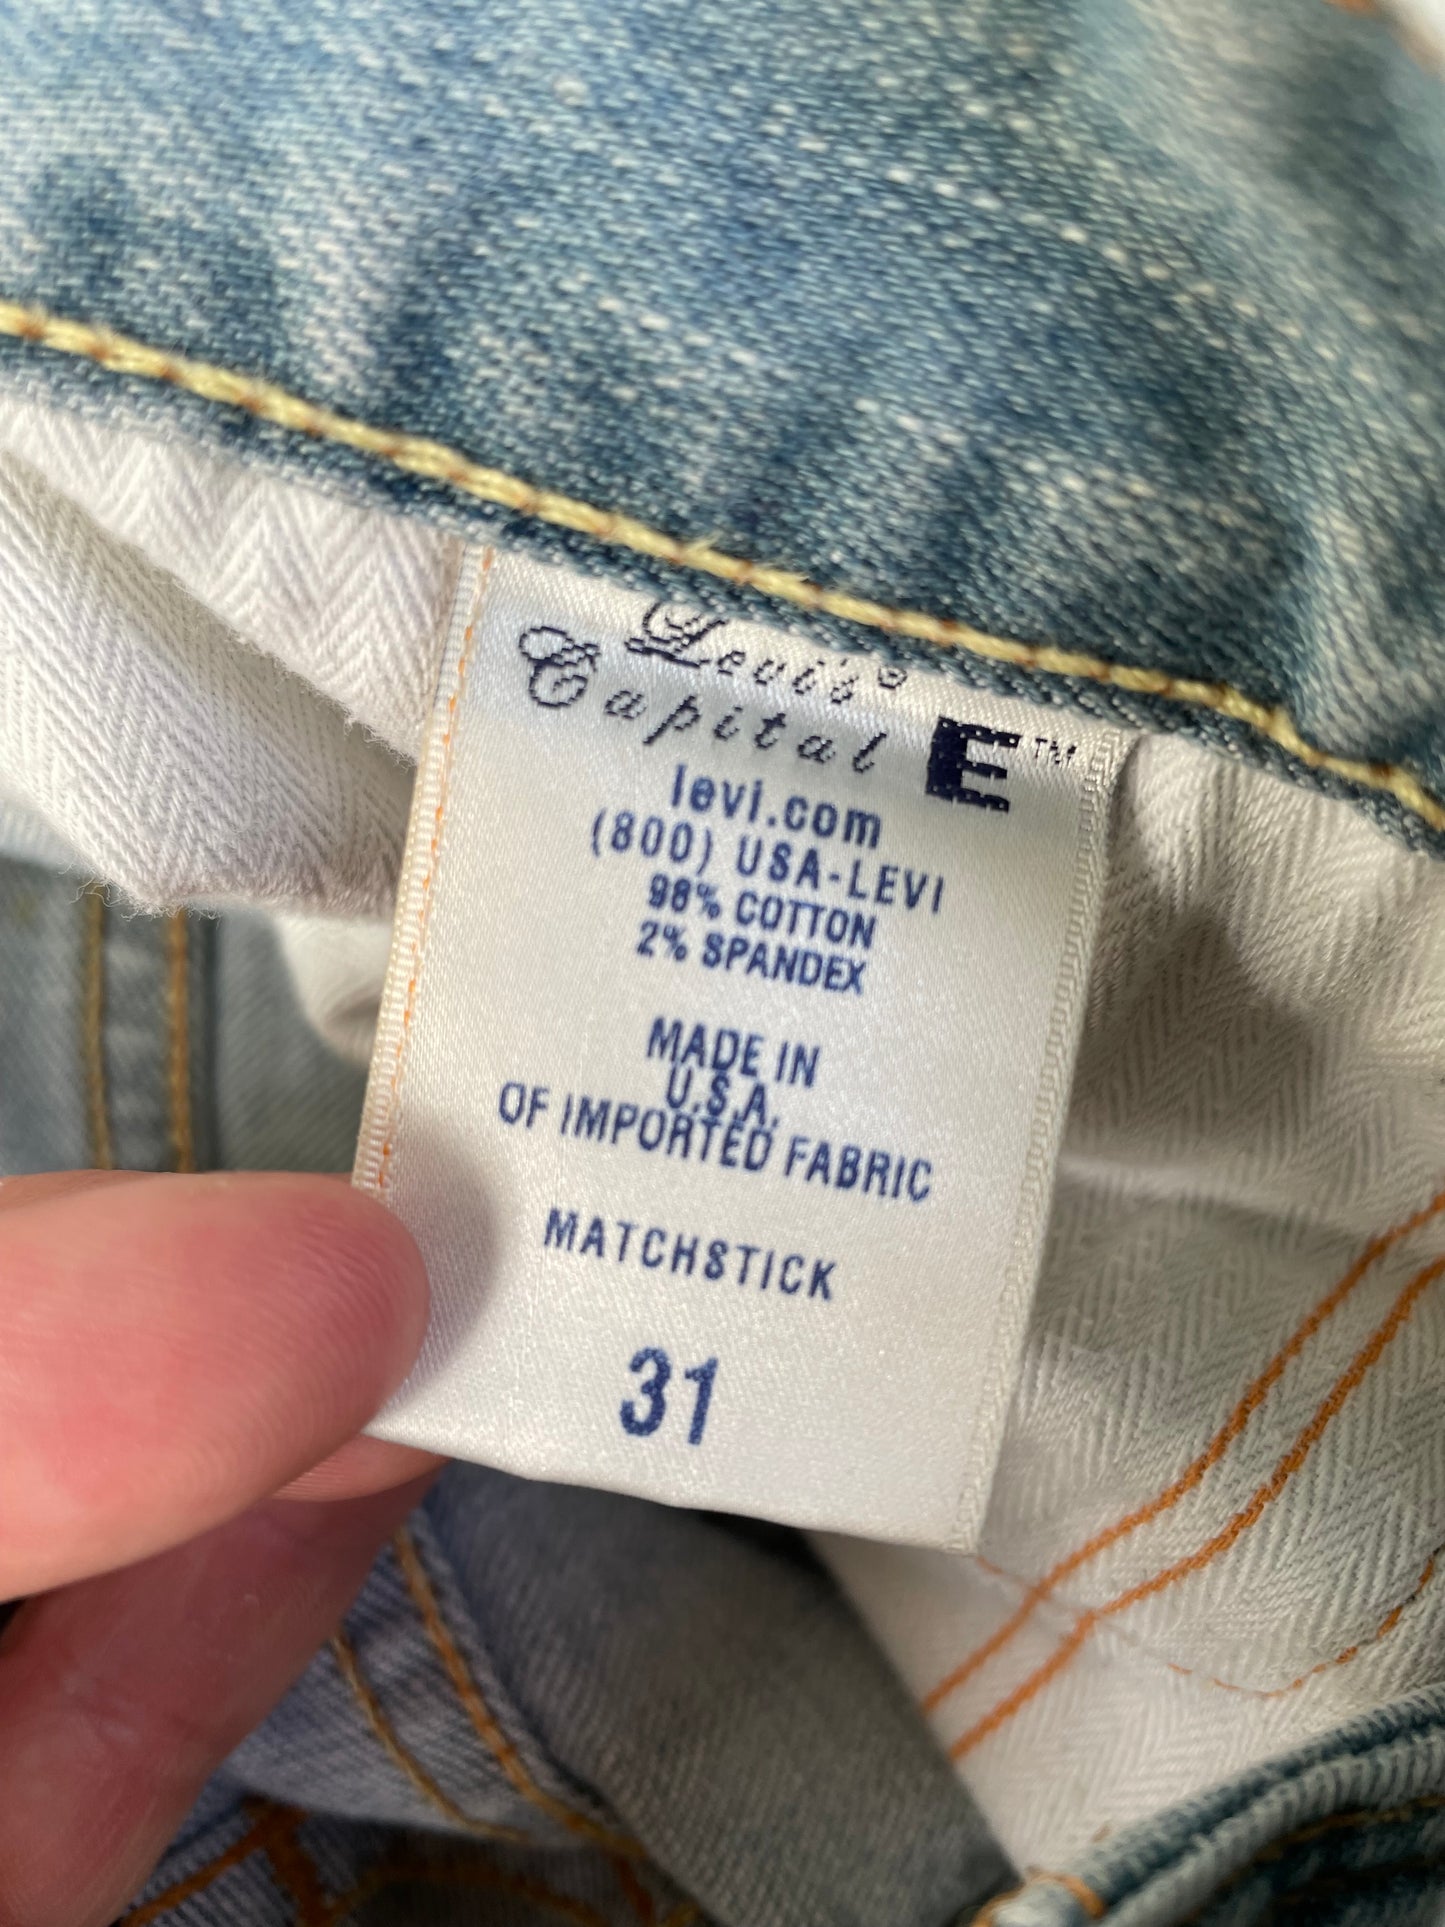 Levi's®
Capital E™
levi.com
(800) USA-LEVI
98% COTTON
2% SPANDEX
MADE IN
U.S.A.
OF IMPORTED FABRIC
MATCHSTICK
31